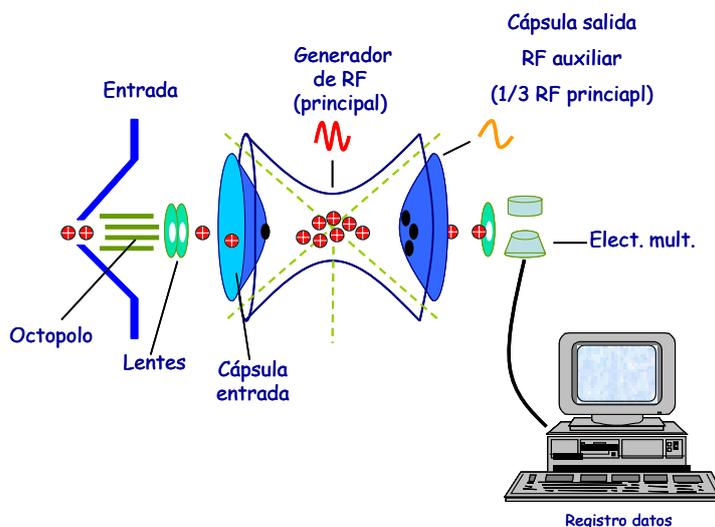 Cápsula salida
RF auxiliar
(1/3 RF princiapl)
Generador
de RF
(principal)
Entrada
Elect. mult.
Octopolo
Lentes
Cápsula
entrada
Registro datos